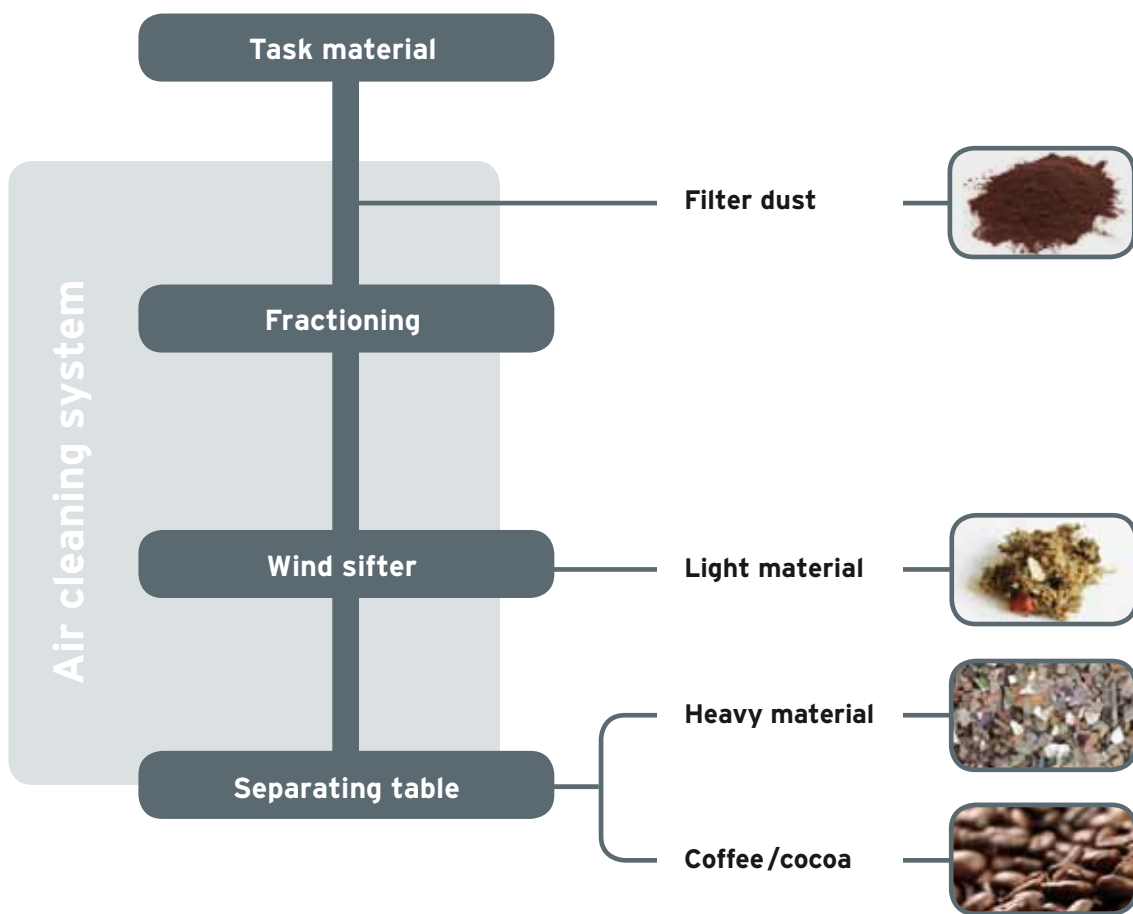 Task material
Filter dust
Air cleaning system
Fractioning
Wind sifter
Light material
Heavy material
Separating table
Coffee/cocoa